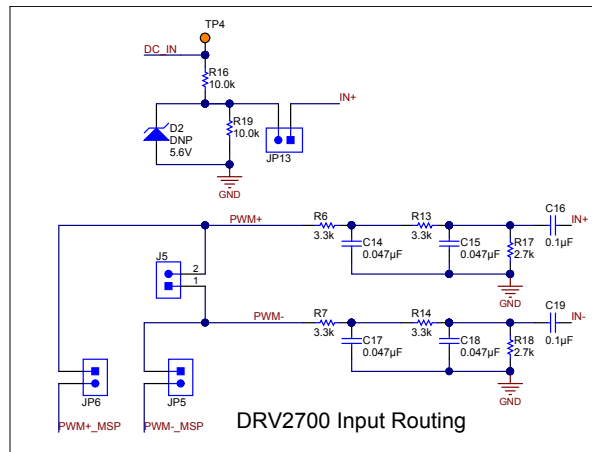 TP4
DC_IN
R16
10.0k
IN+
D2
DNP
5.6V
R19
10.0k
JP13
GND
PWM+
R6
3.3k
C14
0.047µF
R13
3.3k
C15
0.047µF
C16
0.1µF
IN+
R17
2.7k
GND
J5
2
1
PWM-
R7
3.3k
C17
0.047µF
R14
3.3k
C18
0.047µF
C19
0.1µF
IN-
R18
2.7k
GND
JP6
JP5
PWM+_MSP
PWM-_MSP
DRV2700 Input Routing